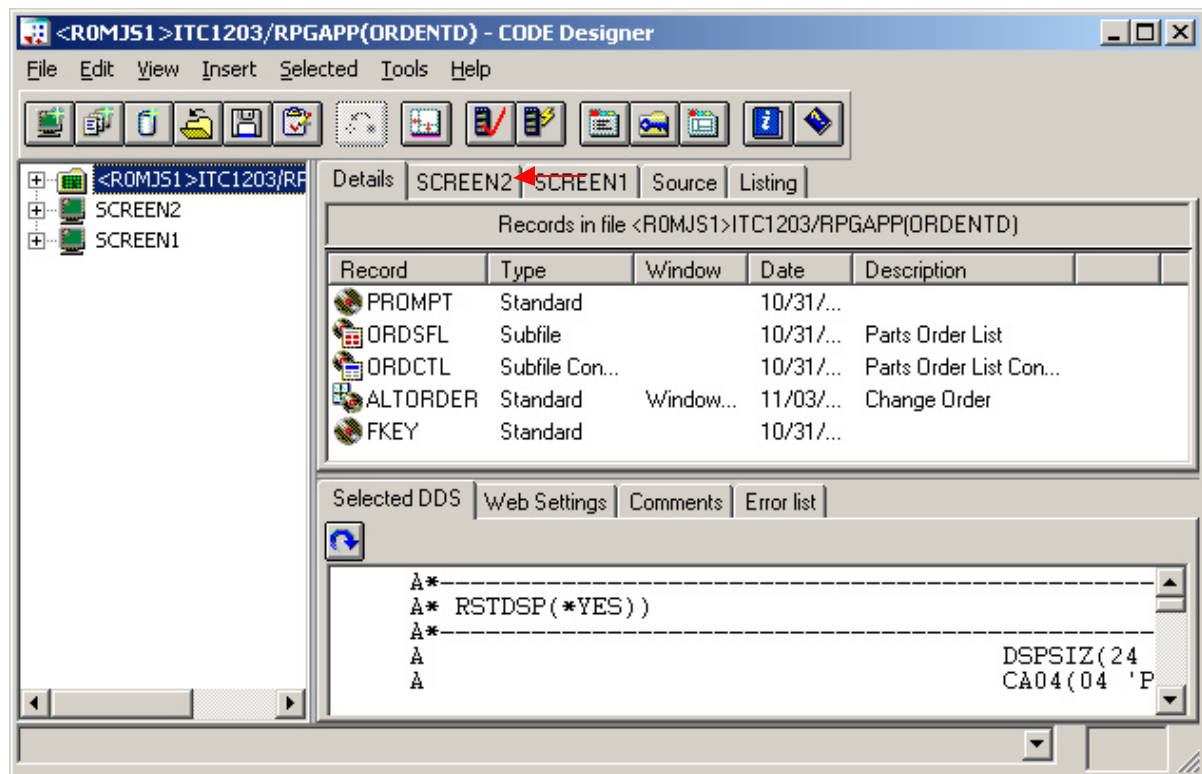 <R0MJS1>ITC1203/RPGAPP(ORDENTD) - CODE Designer
File Edit View Insert Selected Tools Help
<R0MJS1>ITC1203/RP
SCREEN2
SCREEN1
Details SCREEN2 SCREEN1 Source Listing
Records in file <R0MJS1>ITC1203/RPGAPP(ORDENTD)
Record Type Window Date Description
PROMPT Standard 10/31/...
ORDSFL Subfile 10/31/... Parts Order List
ORDCTL Subfile Con... 10/31/... Parts Order List Con...
ALTORDER Standard Window... 11/03/... Change Order
FKEY Standard 10/31/...
Selected DDS Web Settings Comments Error list
A*------------------------------------------------
A* RSTDSP(*YES))
A*------------------------------------------------
A DSPSIZ(24
A CA04(04 'P